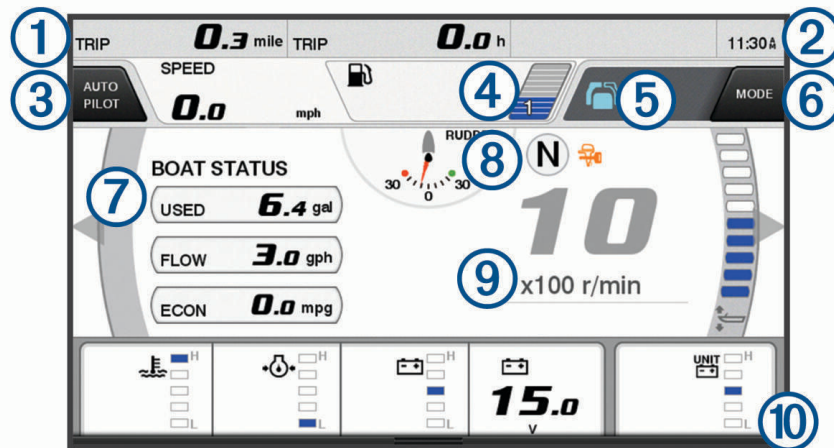 1
TRIP 0.3 mile TRIP 0.0 h 11:30A
2
3
AUTO
PILOT
SPEED
0.0 mph
4
1
5
MODE
6
RUDD
8
N
30 0 30
7
BOAT STATUS
USED 6.4 gal
FLOW 3.0 gph
ECON 0.0 mpg
10
9
x100 r/min
H
L
H
L
H
L
15.0
V
UNIT
H
L
10